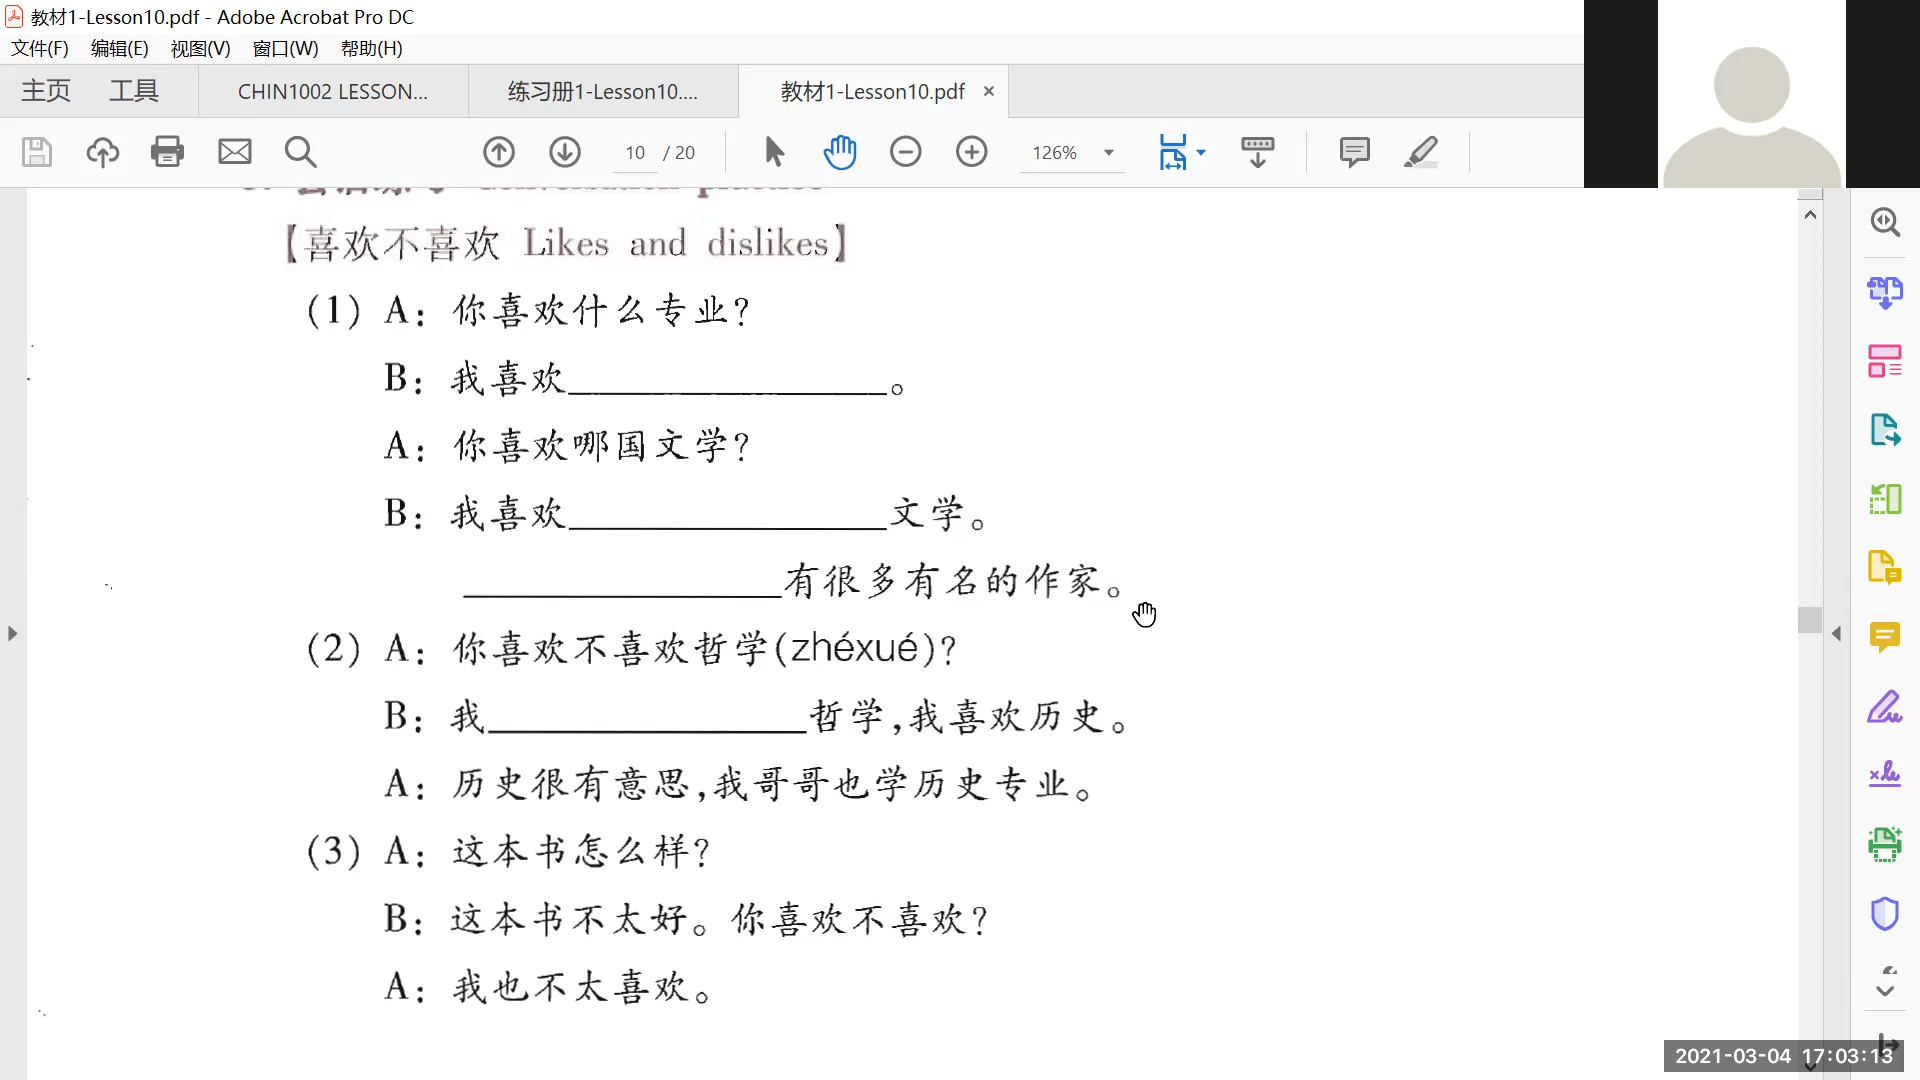 教材1-Lesson10.pdf - Adobe Acrobat Pro DC
文件(F) 编辑(E) 视图(V) 窗口(W) 帮助(H)
主页 工具 CHIN1002 LESSON... 练习册1-Lesson10.... 教材1-Lesson10.pdf ×
10 / 20 126%
Conversation practice
【喜欢不喜欢 Likes and dislikes】
(1) A: 你喜欢什么专业?
B: 我喜欢________________。
A: 你喜欢哪国文学?
B: 我喜欢________________文学。
________________有很多有名的作家。
(2) A: 你喜欢不喜欢哲学(zhéxué)?
B: 我________________哲学,我喜欢历史。
A: 历史很有意思,我哥哥也学历史专业。
(3) A: 这本书怎么样?
B: 这本书不太好。你喜欢不喜欢?
A: 我也不太喜欢。
2021-03-04 17:03:13